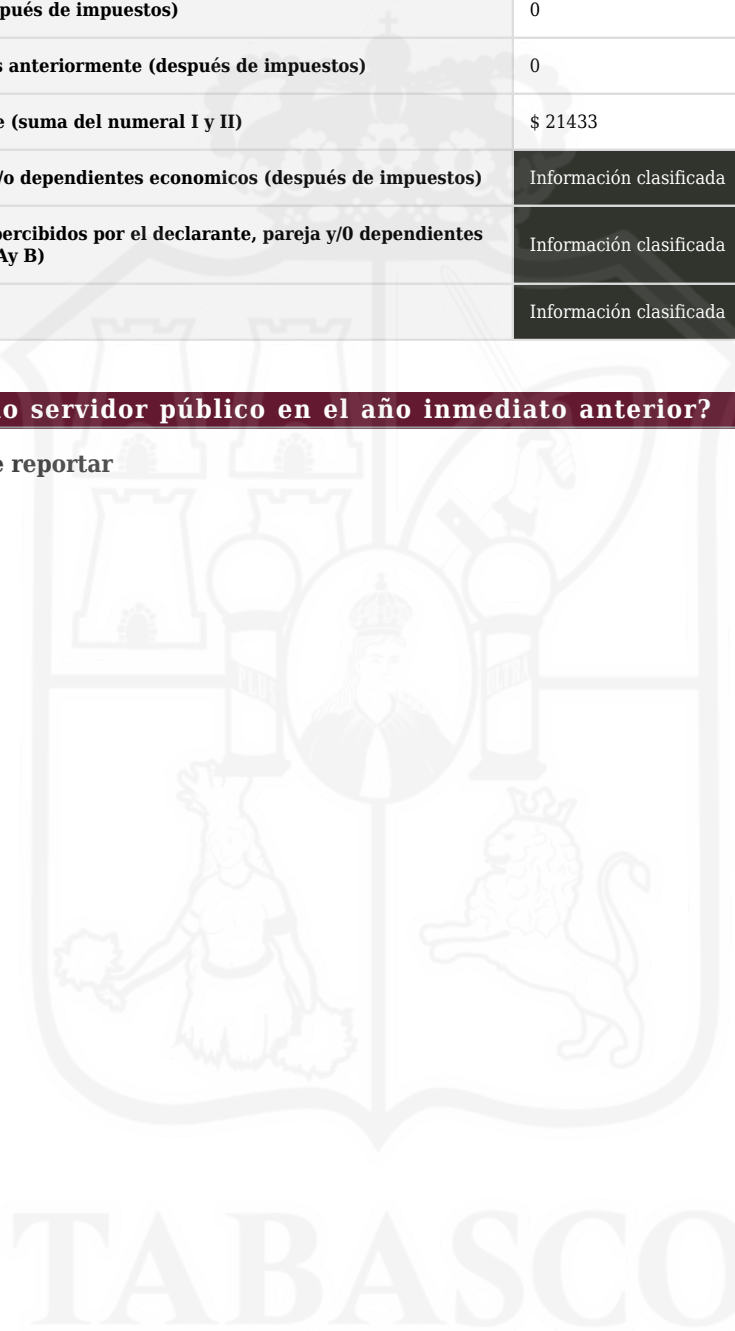 pués de impuestos)
0
s anteriormente (después de impuestos)
0
e (suma del numeral I y II)
$ 21433
/o dependientes economicos (después de impuestos)
Información clasificada
percibidos por el declarante, pareja y/0 dependientes
Ay B)
Información clasificada
Información clasificada
o servidor público en el año inmediato anterior?
e reportar
PLUS
ULTRA
TABASCO